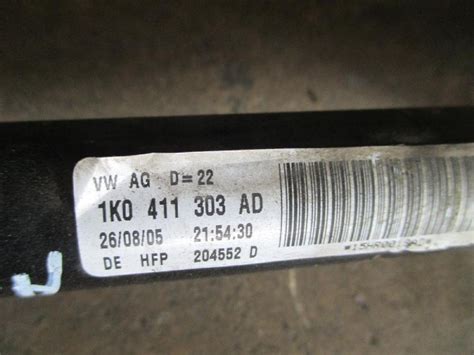 VW AG D=22
1K0 411 303 AD
26/08/05 21:54:30
DE HFP 204552 D